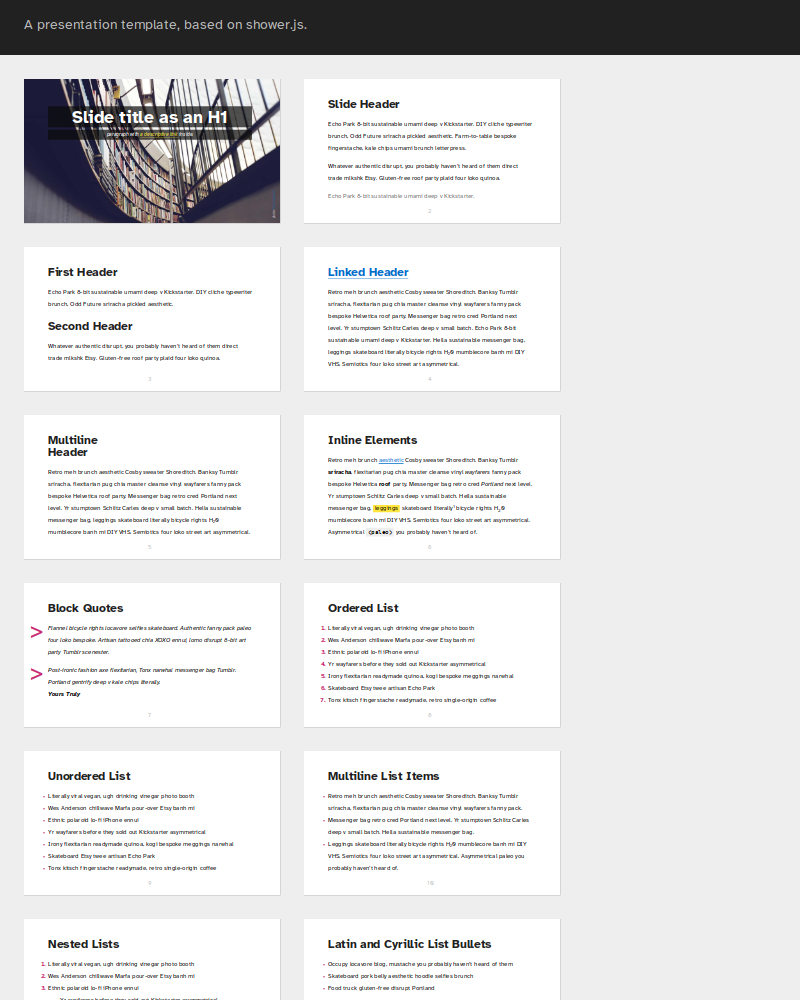 A presentation template, based on shower.js.
Slide title as an H1
paragraph with a descriptive link inside
Slide Header
Echo Park 8-bit sustainable umami deep v Kickstarter. DIY cliche typewriter
brunch. Odd Future sriracha pickled aesthetic. Farm-to-table bespoke
fingerstache, kale chips umami brunch letterpress.
Whatever authentic disrupt, you probably haven't heard of them direct
trade mlkshk Etsy. Gluten-free roof party plaid four loko quinoa.
Echo Park 8-bit sustainable umami deep v Kickstarter.
2
First Header
Echo Park 8-bit sustainable umami deep v Kickstarter. DIY cliche typewriter
brunch. Odd Future sriracha pickled aesthetic.
Second Header
Whatever authentic disrupt, you probably haven't heard of them direct
trade mlkshk Etsy. Gluten-free roof party plaid four loko quinoa.
3
Linked Header
Retro meh brunch aesthetic Cosby sweater Shoreditch. Banksy Tumblr
sriracha, flexitarian pug chia master cleanse vinyl wayfarers fanny pack
bespoke Helvetica roof party. Messenger bag retro cred Portland next
level. Yr stumptown Schlitz Carles deep v small batch. Echo Park 8-bit
sustainable umami deep v Kickstarter. Hella sustainable messenger bag,
leggings skateboard literally bicycle rights H₂0 mumblecore banh mi DIY
VHS. Semiotics four loko street art asymmetrical.
4
Multiline
Header
Retro meh brunch aesthetic Cosby sweater Shoreditch. Banksy Tumblr
sriracha, flexitarian pug chia master cleanse vinyl wayfarers fanny pack
bespoke Helvetica roof party. Messenger bag retro cred Portland next
level. Yr stumptown Schlitz Carles deep v small batch. Hella sustainable
messenger bag, leggings skateboard literally bicycle rights H₂0
mumblecore banh mi DIY VHS. Semiotics four loko street art asymmetrical.
5
Inline Elements
Retro meh brunch aesthetic Cosby sweater Shoreditch. Banksy Tumblr
sriracha, flexitarian pug chia master cleanse vinyl wayfarers fanny pack
bespoke Helvetica roof party. Messenger bag retro cred Portland next level.
Yr stumptown Schlitz Carles deep v small batch. Hella sustainable
messenger bag, leggings skateboard literally¹ bicycle rights H₂0
mumblecore banh mi DIY VHS. Semiotics four loko street art asymmetrical.
Asymmetrical <paleo> you probably haven't heard of.
6
Block Quotes
> Flannel bicycle rights locavore selfies skateboard. Authentic fanny pack paleo
four loko bespoke. Artisan tattooed chia XOXO ennui, lomo disrupt 8-bit art
party Tumblr scenester.
> Post-ironic fashion axe flexitarian, Tonx narwhal messenger bag Tumblr.
Portland gentrify deep v kale chips literally.
Yours Truly
7
Ordered List
1. Literally viral vegan, ugh drinking vinegar photo booth
2. Wes Anderson chillwave Marfa pour-over Etsy banh mi
3. Ethnic polaroid lo-fi iPhone ennui
4. Yr wayfarers before they sold out Kickstarter asymmetrical
5. Irony flexitarian readymade quinoa, kogi bespoke meggings narwhal
6. Skateboard Etsy twee artisan Echo Park
7. Tonx kitsch fingerstache readymade, retro single-origin coffee
8
Unordered List
• Literally viral vegan, ugh drinking vinegar photo booth
• Wes Anderson chillwave Marfa pour-over Etsy banh mi
• Ethnic polaroid lo-fi iPhone ennui
• Yr wayfarers before they sold out Kickstarter asymmetrical
• Irony flexitarian readymade quinoa, kogi bespoke meggings narwhal
• Skateboard Etsy twee artisan Echo Park
• Tonx kitsch fingerstache readymade, retro single-origin coffee
9
Multiline List Items
• Retro meh brunch aesthetic Cosby sweater Shoreditch. Banksy Tumblr
sriracha, flexitarian pug chia master cleanse vinyl wayfarers fanny pack.
• Messenger bag retro cred Portland next level. Yr stumptown Schlitz Carles
deep v small batch. Hella sustainable messenger bag.
• Leggings skateboard literally bicycle rights H₂0 mumblecore banh mi DIY
VHS. Semiotics four loko street art asymmetrical. Asymmetrical paleo you
probably haven't heard of.
10
Nested Lists
1. Literally viral vegan, ugh drinking vinegar photo booth
2. Wes Anderson chillwave Marfa pour-over Etsy banh mi
3. Ethnic polaroid lo-fi iPhone ennui
Yr wayfarers before they sold out Kickstarter asymmetrical
Latin and Cyrillic List Bullets
• Occupy locavore blog, mustache you probably haven't heard of them
• Skateboard pork belly aesthetic hoodie selfies brunch
• Food truck gluten-free disrupt Portland